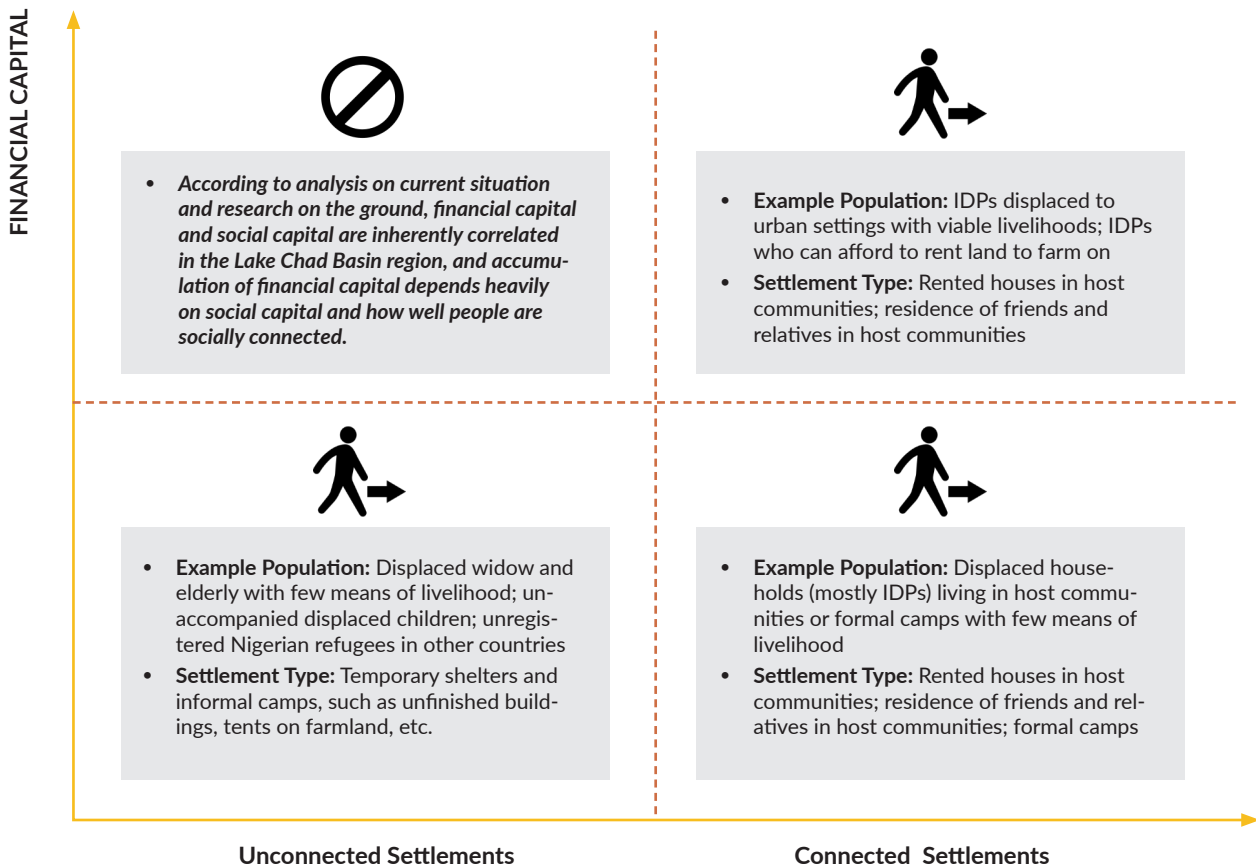 FINANCIAL CAPITAL
• According to analysis on current situation
and research on the ground, financial capital
and social capital are inherently correlated
in the Lake Chad Basin region, and accumu-
lation of financial capital depends heavily
on social capital and how well people are
socially connected.
• Example Population: IDPs displaced to
urban settings with viable livelihoods; IDPs
who can afford to rent land to farm on
• Settlement Type: Rented houses in host
communities; residence of friends and
relatives in host communities
• Example Population: Displaced widow and
elderly with few means of livelihood; un-
accompanied displaced children; unregis-
tered Nigerian refugees in other countries
• Settlement Type: Temporary shelters and
informal camps, such as unfinished build-
ings, tents on farmland, etc.
• Example Population: Displaced house-
holds (mostly IDPs) living in host commu-
nities or formal camps with few means of
livelihood
• Settlement Type: Rented houses in host
communities; residence of friends and rel-
atives in host communities; formal camps
Unconnected Settlements
Connected Settlements